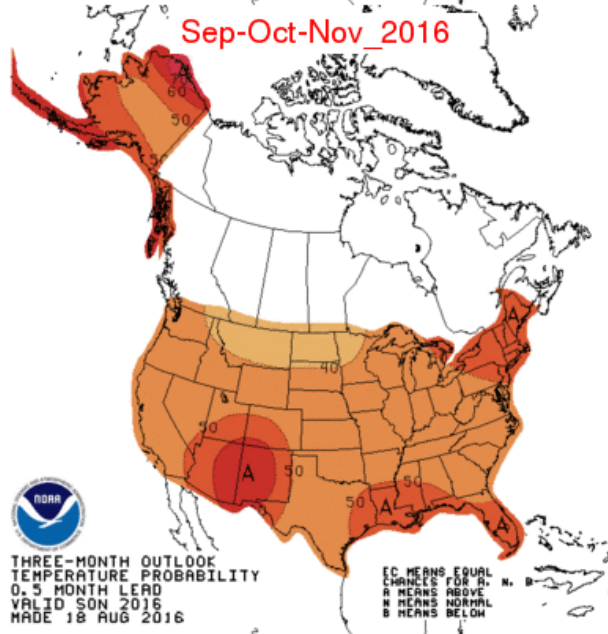 Sep-Oct-Nov_2016
A
60
50
50
A
40
50
A
50
50
50
A
A
NOAA
THREE-MONTH OUTLOOK
TEMPERATURE PROBABILITY
0.5 MONTH LEAD
VALID SON 2016
MADE 18 AUG 2016
EC MEANS EQUAL
CHANCES FOR A, N, B
A MEANS ABOVE
N MEANS NORMAL
B MEANS BELOW